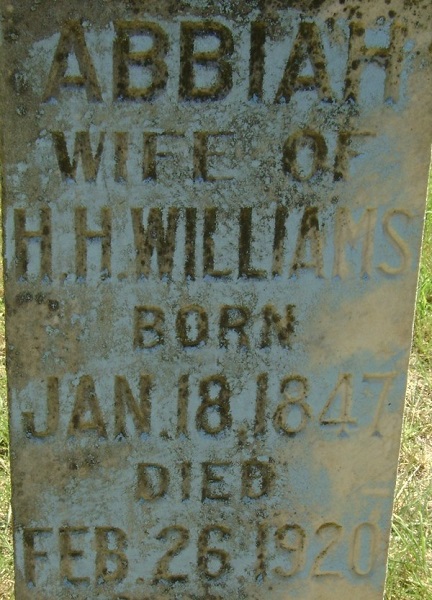 ABBIAH
WIFE OF
H.H.WILLIAMS
BORN
JAN.18,1847
DIED
FEB.26 1920